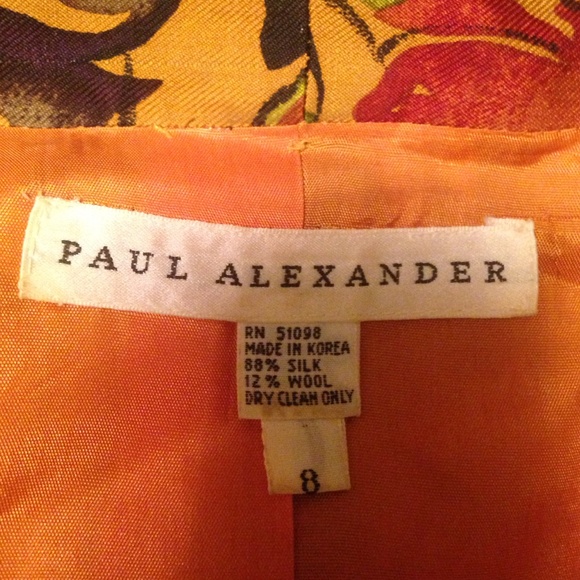 PAUL ALEXANDER
RN 51098
MADE IN KOREA
88% SILK
12% WOOL
DRY CLEAN ONLY
8